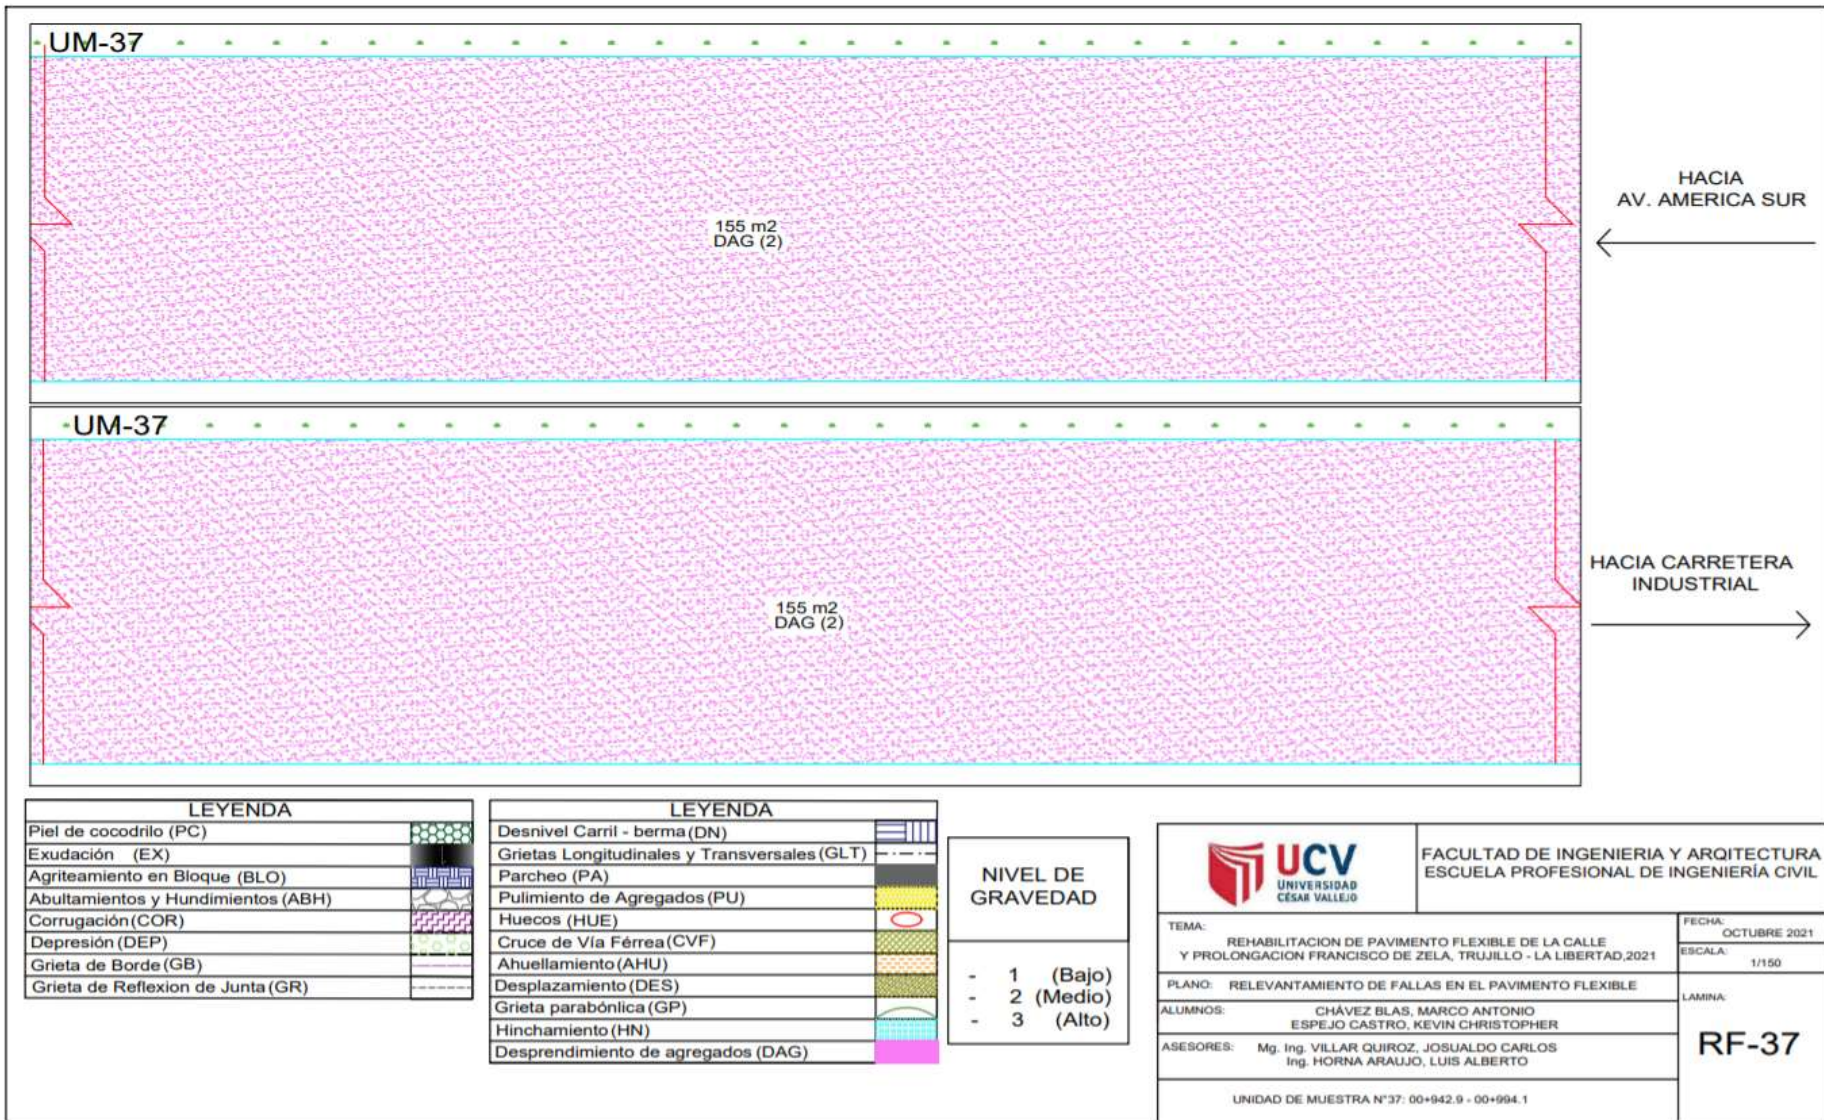 UM-37
155 m2
DAG (2)
HACIA
AV. AMERICA SUR
UM-37
155 m2
DAG (2)
HACIA CARRETERA
INDUSTRIAL
LEYENDA
Piel de cocodrilo (PC)
Exudación (EX)
Agriteamiento en Bloque (BLO)
Abultamientos y Hundimientos (ABH)
Corrugación (COR)
Depresión (DEP)
Grieta de Borde (GB)
Grieta de Reflexion de Junta (GR)
LEYENDA
Desnivel Carril - berma (DN)
Grietas Longitudinales y Transversales (GLT)
Parcheo (PA)
Pulimiento de Agregados (PU)
Huecos (HUE)
Cruce de Vía Férrea (CVF)
Ahuellamiento (AHU)
Desplazamiento (DES)
Grieta parabónlica (GP)
Hinchamiento (HN)
Desprendimiento de agregados (DAG)
NIVEL DE
GRAVEDAD
- 1 (Bajo)
- 2 (Medio)
- 3 (Alto)
UCV
UNIVERSIDAD
CÉSAR VALLEJO
FACULTAD DE INGENIERIA Y ARQITECTURA
ESCUELA PROFESIONAL DE INGENIERÍA CIVIL
TEMA:
REHABILITACION DE PAVIMENTO FLEXIBLE DE LA CALLE
Y PROLONGACION FRANCISCO DE ZELA, TRUJILLO - LA LIBERTAD,2021
FECHA:
OCTUBRE 2021
ESCALA:
1/150
PLANO: RELEVANTAMIENTO DE FALLAS EN EL PAVIMENTO FLEXIBLE
ALUMNOS: CHÁVEZ BLAS, MARCO ANTONIO
ESPEJO CASTRO, KEVIN CHRISTOPHER
ASESORES: Mg. Ing. VILLAR QUIROZ, JOSUALDO CARLOS
Ing. HORNA ARAUJO, LUIS ALBERTO
LAMINA:
RF-37
UNIDAD DE MUESTRA N°37: 00+942.9 - 00+994.1